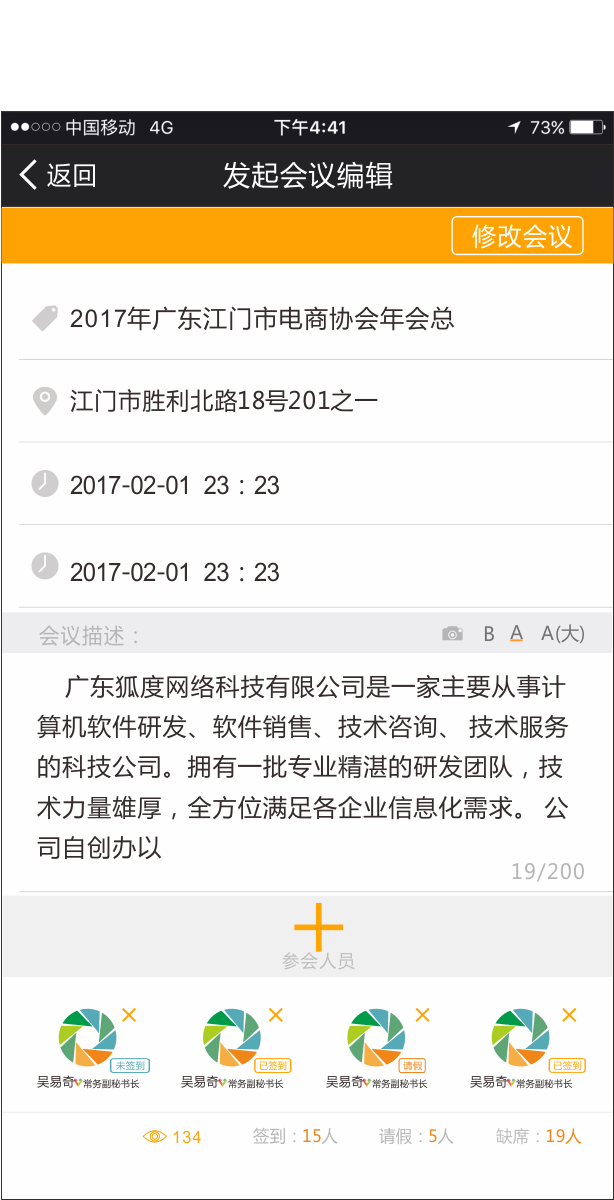 中国移动 4G 下午4:41 73%
返回 发起会议编辑
修改会议
2017年广东江门市电商协会年会总
江门市胜利北路18号201之一
2017-02-01 23：23
2017-02-01 23：23
会议描述： B A A(大)
广东狐度网络科技有限公司是一家主要从事计
算机软件研发、软件销售、技术咨询、 技术服务
的科技公司。拥有一批专业精湛的研发团队，技
术力量雄厚，全方位满足各企业信息化需求。 公
司自创办以
19/200
参会人员
未签到 已签到 请假 已签到
吴易奇 常务副秘书长 吴易奇 常务副秘书长 吴易奇 常务副秘书长 吴易奇 常务副秘书长
134 签到：15人 请假：5人 缺席：19人